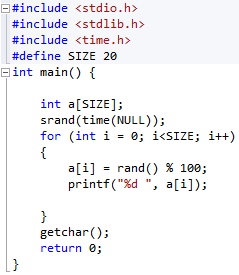 #include <stdio.h>
#include <stdlib.h>
#include <time.h>
#define SIZE 20
int main() {
int a[SIZE];
srand(time(NULL));
for (int i = 0; i<SIZE; i++)
{
a[i] = rand() % 100;
printf("%d ", a[i]);
}
getchar();
return 0;
}